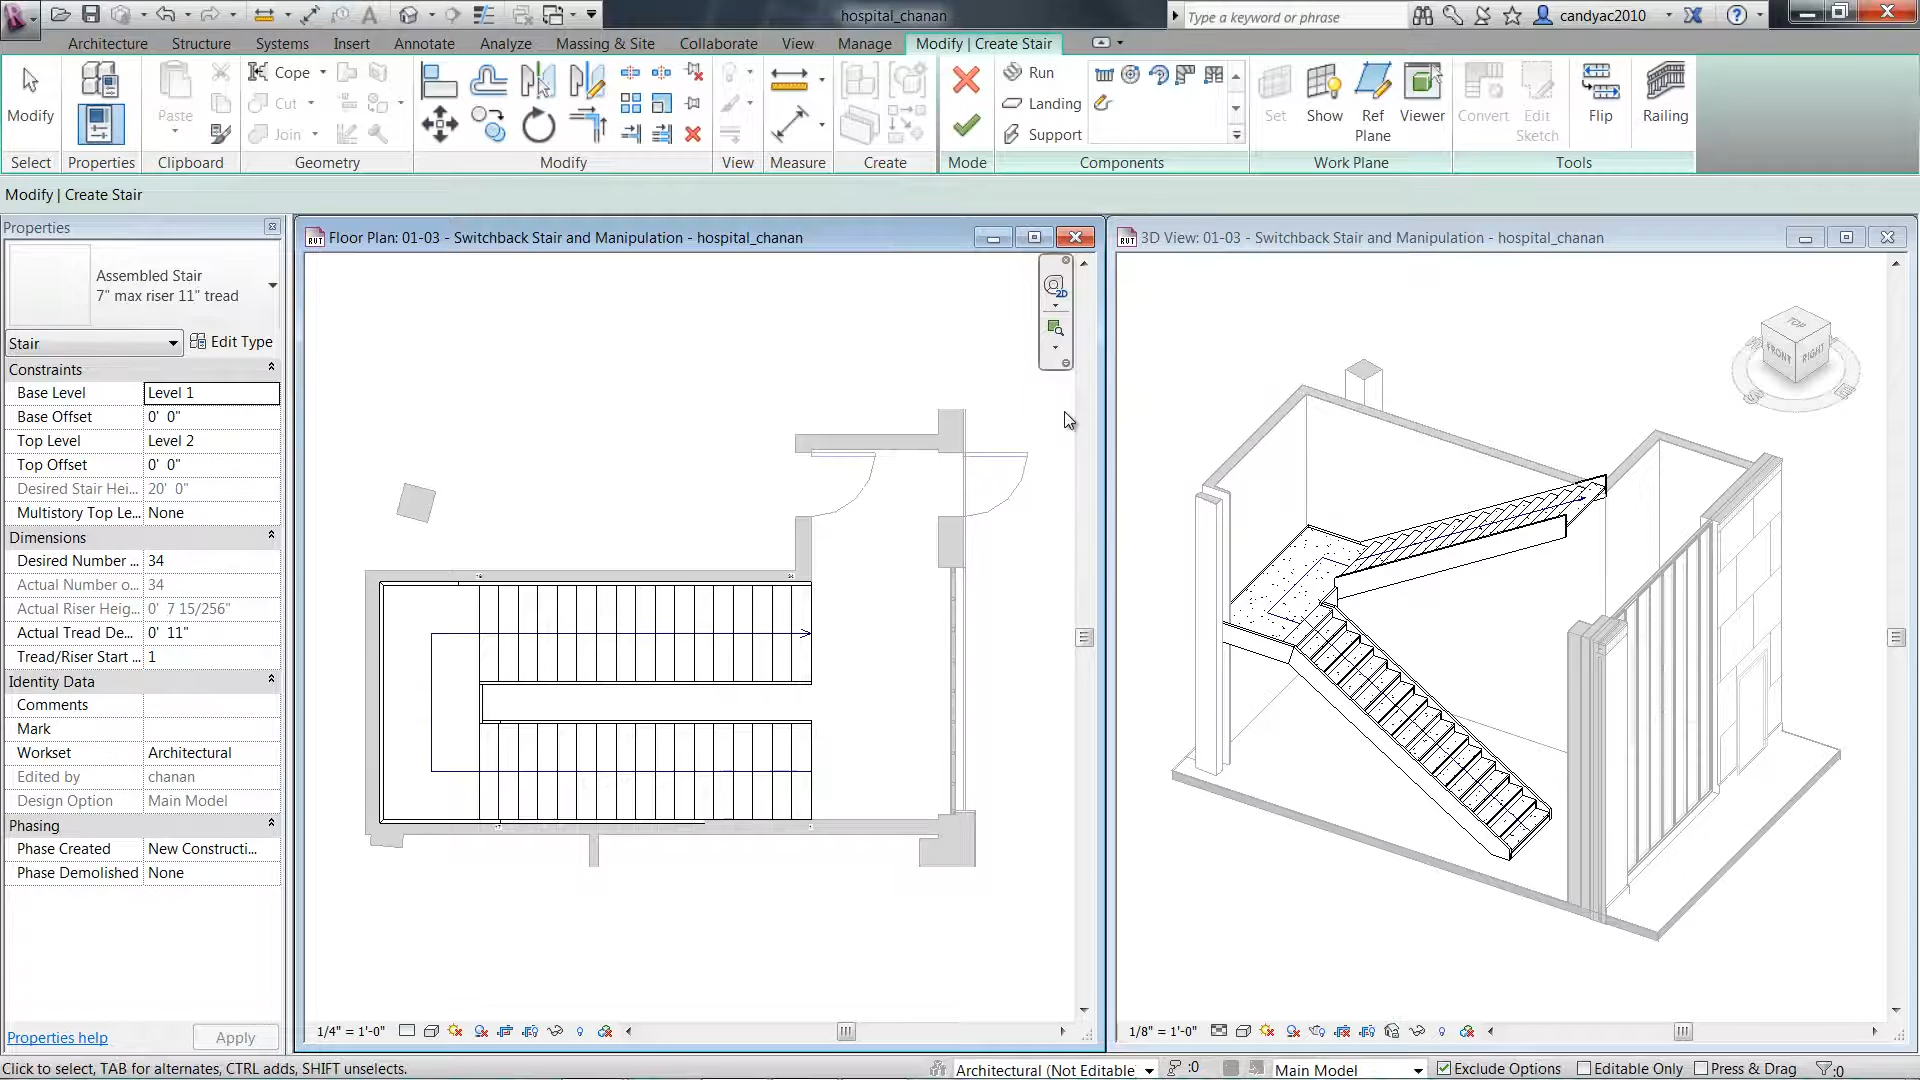 hospital_chanan
Type a keyword or phrase
candyac2010
Architecture Structure Systems Insert Annotate Analyze Massing & Site Collaborate View Manage Modify | Create Stair
Modify
Paste
Cope
Cut
Join
Run
Landing
Support
Set
Show
Ref
Plane
Viewer
Convert
Edit
Sketch
Flip
Railing
Select Properties Clipboard Geometry Modify View Measure Create Mode Components Work Plane Tools
Modify | Create Stair
Properties
Assembled Stair
7" max riser 11" tread
Stair
Edit Type
Constraints
Base Level Level 1
Base Offset 0' 0"
Top Level Level 2
Top Offset 0' 0"
Desired Stair Hei... 20' 0"
Multistory Top Le... None
Dimensions
Desired Number ... 34
Actual Number o... 34
Actual Riser Heig... 0' 7 15/256"
Actual Tread De... 0' 11"
Tread/Riser Start ... 1
Identity Data
Comments
Mark
Workset Architectural
Edited by chanan
Design Option Main Model
Phasing
Phase Created New Constructi...
Phase Demolished None
Properties help
Apply
Floor Plan: 01-03 - Switchback Stair and Manipulation - hospital_chanan
2D
1/4" = 1'-0"
3D View: 01-03 - Switchback Stair and Manipulation - hospital_chanan
TOP
FRONT
RIGHT
S
E
1/8" = 1'-0"
Click to select, TAB for alternates, CTRL adds, SHIFT unselects.
Architectural (Not Editable
:0
Main Model
Exclude Options
Editable Only
Press & Drag
:0